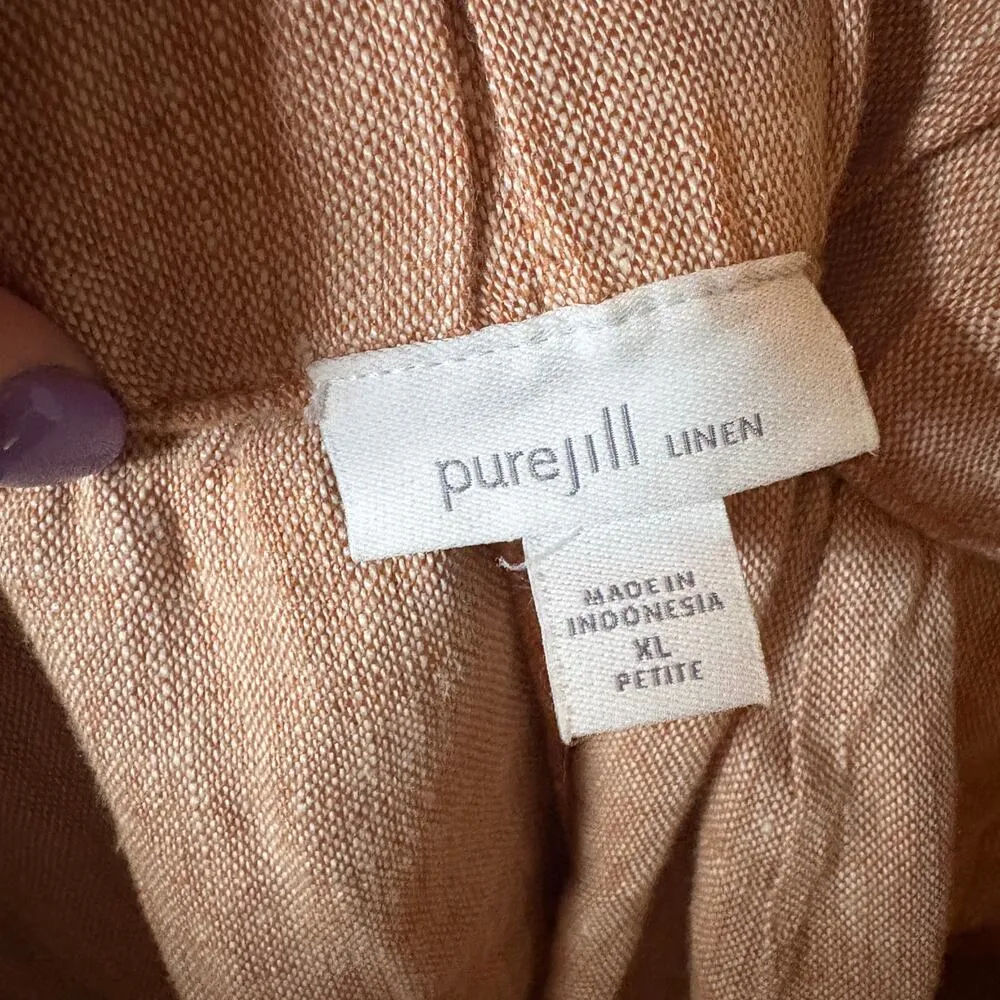 purejill LINEN
MADE IN
INDONESIA
XL
PETITE